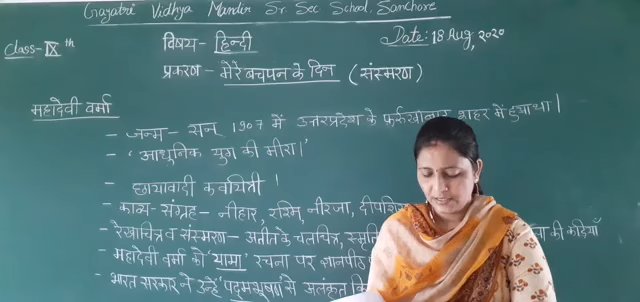 Gayatri Vidhya Mandir Sr Sec School, Sanchore
Class-IX th
विषय- हिन्दी
Date: 18 Aug, 2020
प्रकरण - मेरे बचपन के दिन (संस्मरण)
महादेवी वर्मा
- जन्म - सन् 1907 में उत्तरप्रदेश के फर्रुखाबाद शहर में हुआ था।
- 'आधुनिक युग की मीरा।'
- छायावादी कवयित्री।
- काव्य-संग्रह - नीहार, रश्मि, नीरजा,
- रेखाचित्र व संस्मरण - अतीत के चलचित्र, की कड़ियाँ
- महादेवी वर्मा को 'यामा' रचना पर ज्ञानपीठ
- भारत सरकार ने उन्हें 'पद्मभूषण' से अलंकृत